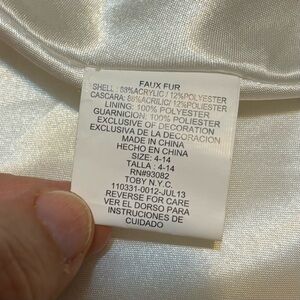 FAUX FUR
SHELL: 88%ACRYLIC/ 12%POLYESTER
CASCARA: 88%ACRILIC/ 12%POLIESTER
LINING: 100% POLYESTER
GUARNICION: 100% POLIESTER
EXCLUSIVE OF DECORATION
EXCLUSIVA DE LA DECORACION
MADE IN CHINA
HECHO EN CHINA
SIZE: 4-14
TALLA : 4-14
RN#93082
TOBY N.Y.C.
110331-0012-JUL13
REVERSE FOR CARE
VER EL DORSO PARA
INSTRUCIONES DE
CUIDADO